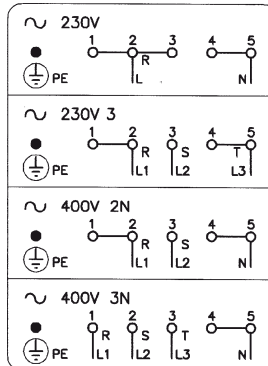 ∼ 230V
1 2 3 4 5
R
PE L N
∼ 230V 3
1 2 3 4 5
R S T
PE L1 L2 L3
∼ 400V 2N
1 2 3 4 5
R S
PE L1 L2 N
∼ 400V 3N
1 2 3 4 5
R S T
PE L1 L2 L3 N